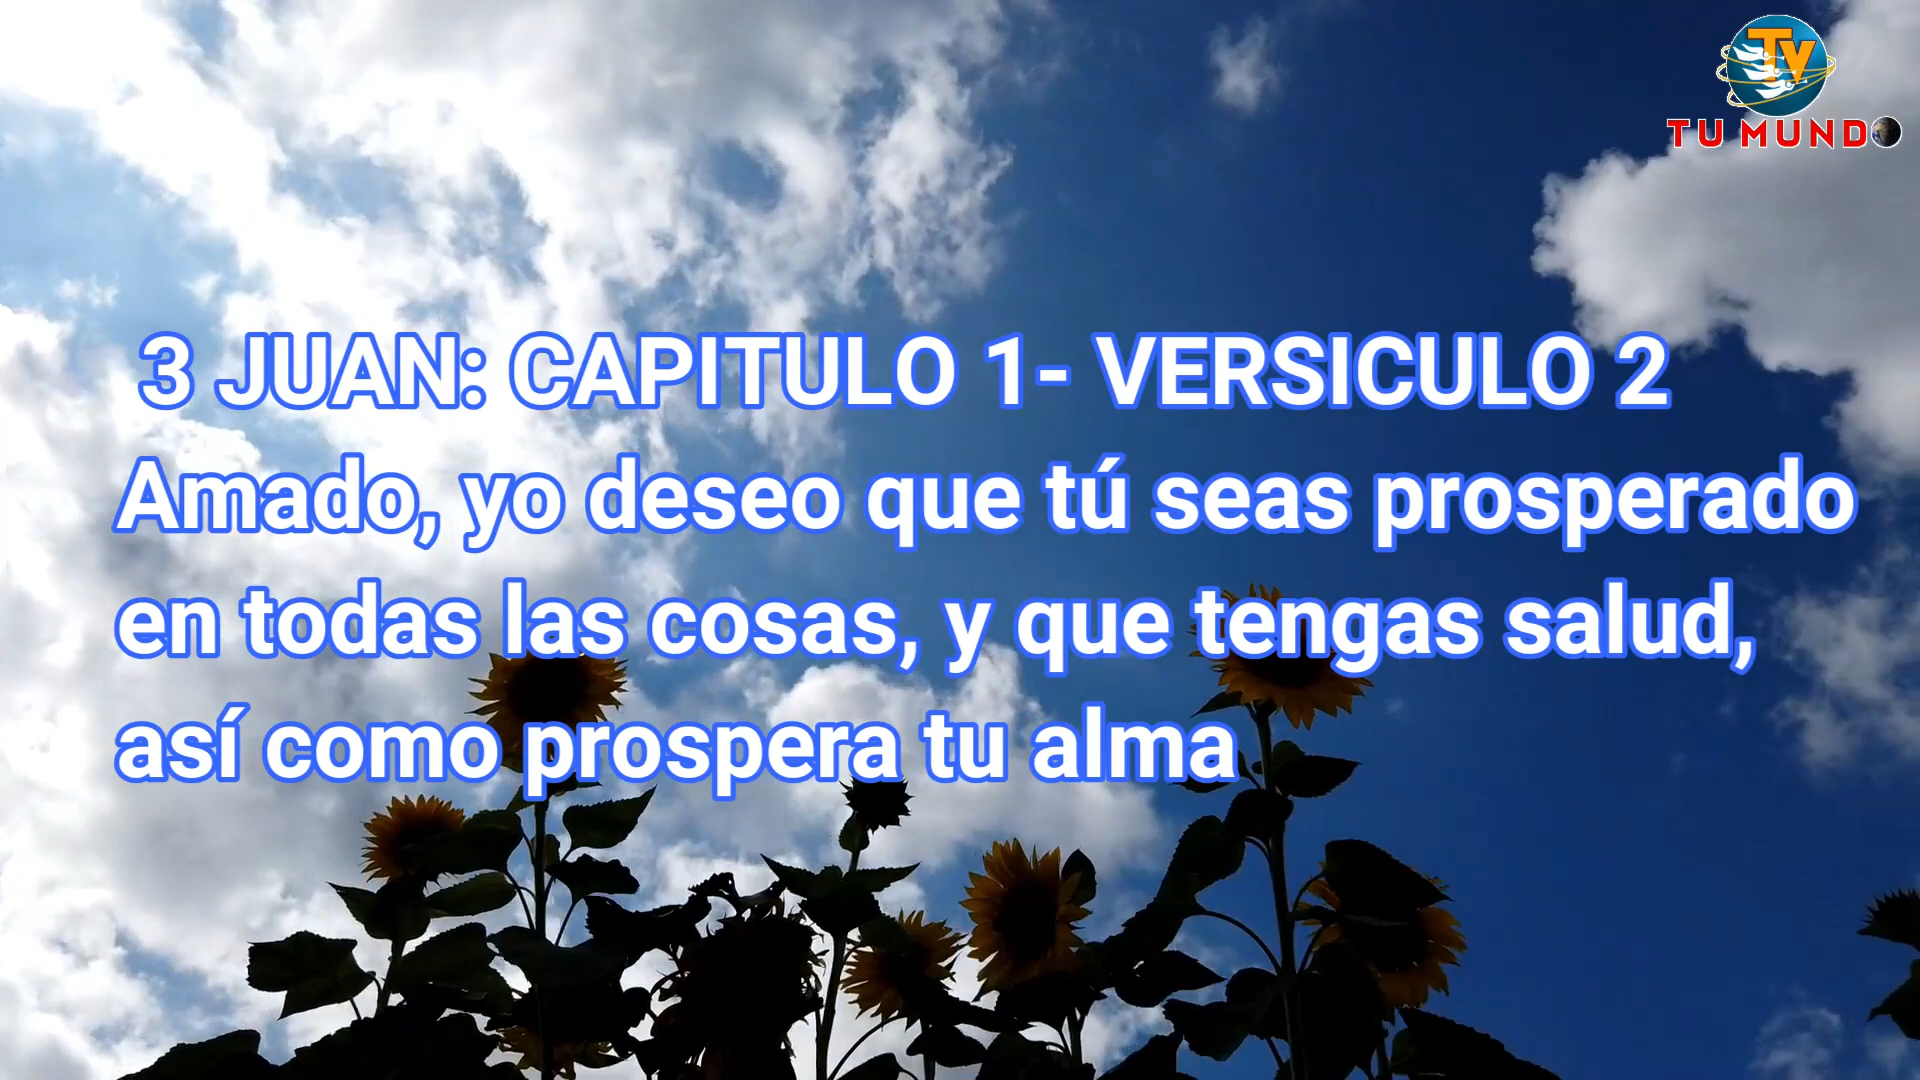 TV
TU MUNDO
3 JUAN: CAPITULO 1- VERSICULO 2
Amado, yo deseo que tú seas prosperado
en todas las cosas, y que tengas salud,
así como prospera tu alma